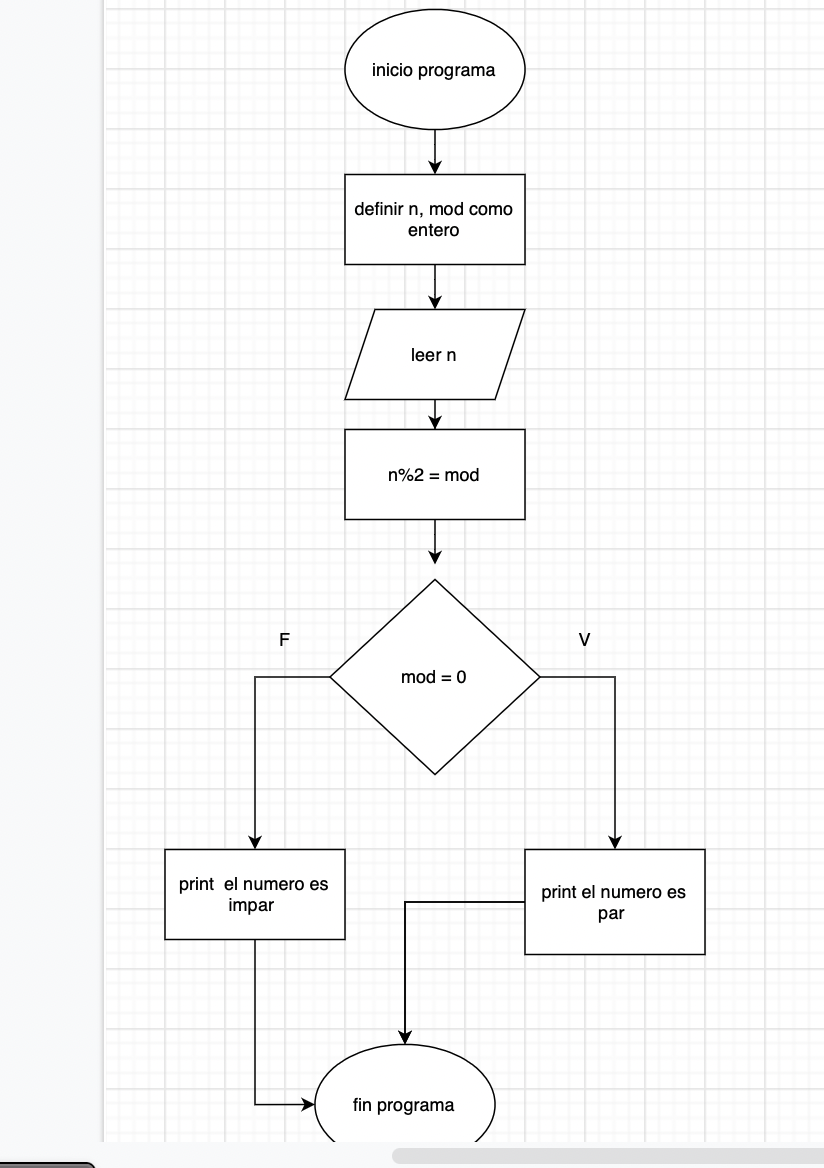 inicio programa
definir n, mod como
entero
leer n
n%2 = mod
F
V
mod = 0
print  el numero es
impar
print el numero es
par
fin programa